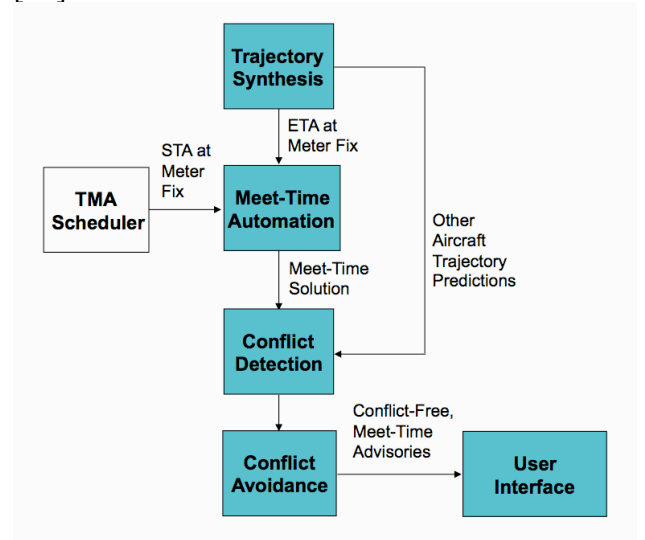 Trajectory
Synthesis
ETA at
Meter Fix
STA at
Meter
Fix
TMA
Scheduler
Meet-Time
Automation
Other
Aircraft
Trajectory
Predictions
Meet-Time
Solution
Conflict
Detection
Conflict-Free,
Meet-Time
Advisories
Conflict
Avoidance
User
Interface